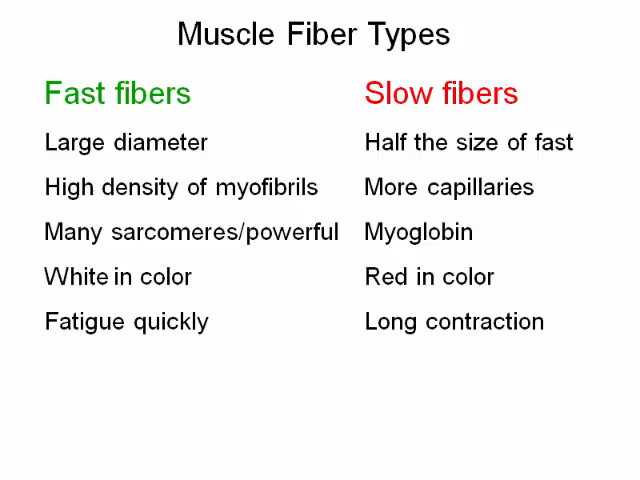 Muscle Fiber Types
Fast fibers
Large diameter
High density of myofibrils
Many sarcomeres/powerful
White in color
Fatigue quickly
Slow fibers
Half the size of fast
More capillaries
Myoglobin
Red in color
Long contraction